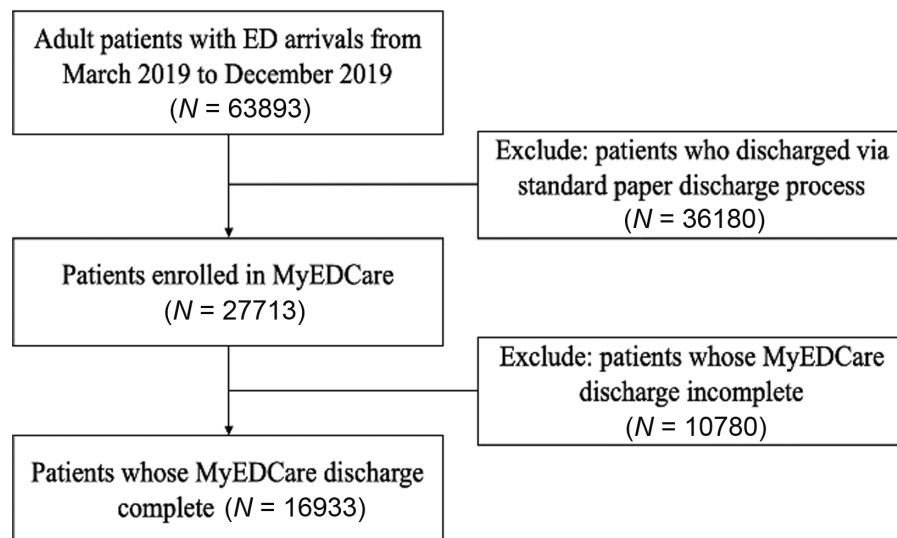 Adult patients with ED arrivals from
March 2019 to December 2019
(N = 63893)
Exclude: patients who discharged via
standard paper discharge process
(N = 36180)
Patients enrolled in MyEDCare
(N = 27713)
Exclude: patients whose MyEDCare
discharge incomplete
(N = 10780)
Patients whose MyEDCare discharge
complete (N = 16933)